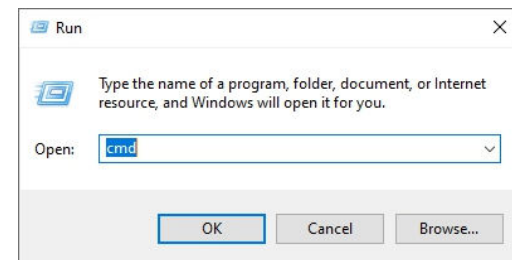 Run
Type the name of a program, folder, document, or Internet
resource, and Windows will open it for you.
Open: cmd
OK Cancel Browse...